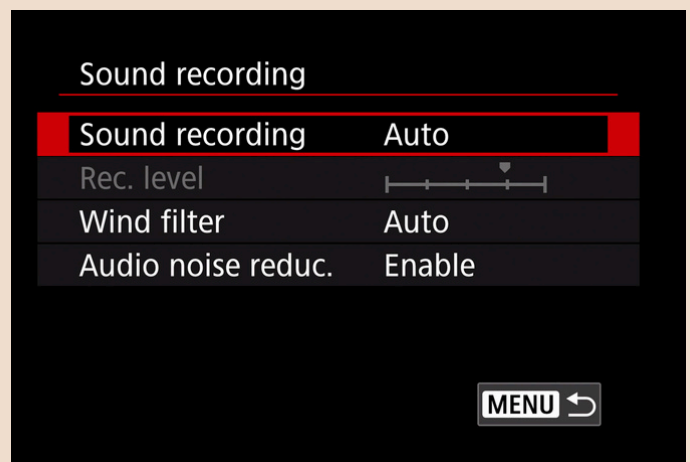 Sound recording
Sound recording Auto
Rec. level
Wind filter Auto
Audio noise reduc. Enable
MENU